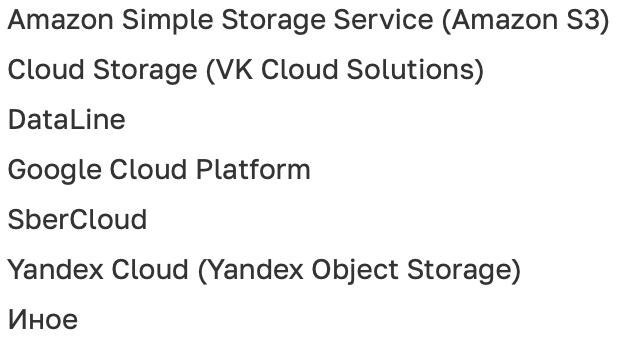 Amazon Simple Storage Service (Amazon S3)
Cloud Storage (VK Cloud Solutions)
DataLine
Google Cloud Platform
SberCloud
Yandex Cloud (Yandex Object Storage)
Иное